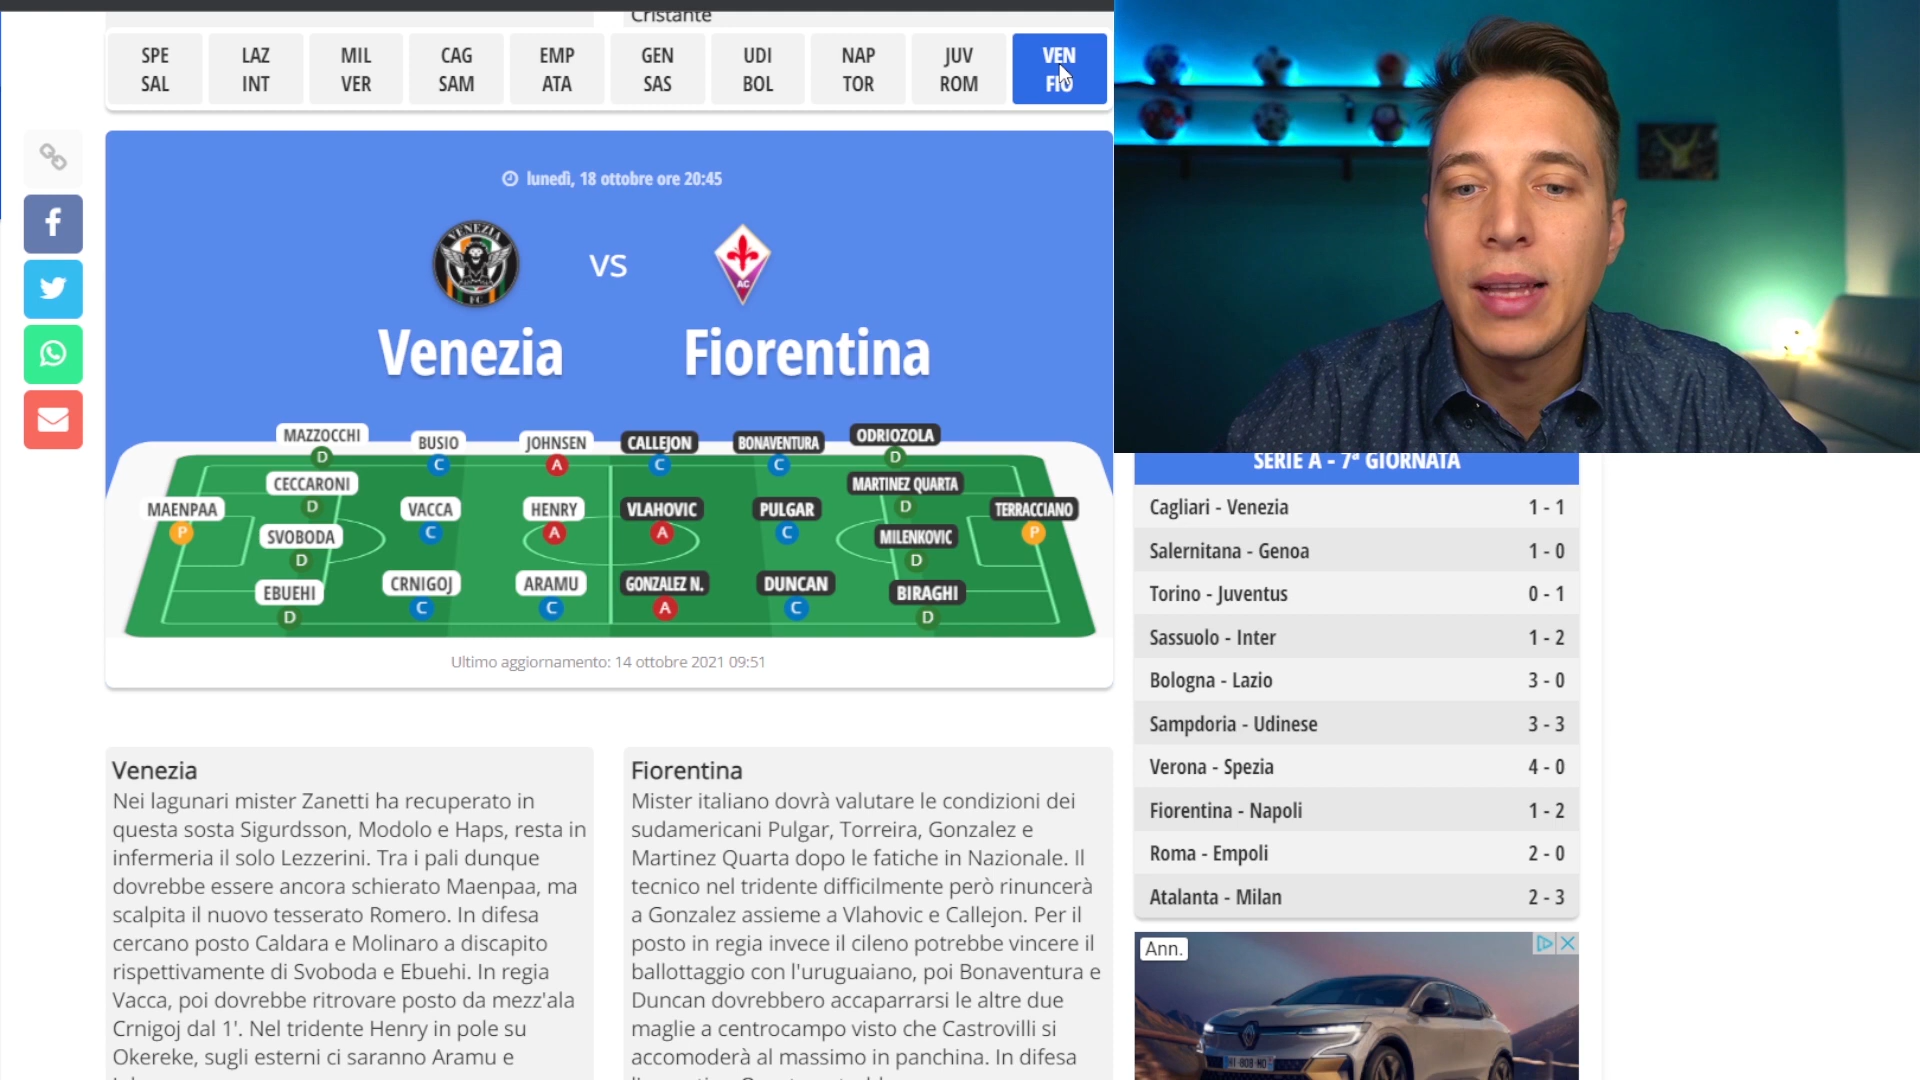 Cristante
SPE LAZ MIL CAG EMP GEN UDI NAP JUV VEN
SAL INT VER SAM ATA SAS BOL TOR ROM FIO
lunedì, 18 ottobre ore 20:45
VENEZIA
FC
VS
AC
Venezia Fiorentina
MAZZOCCHI BUSIO JOHNSEN CALLEJON BONAVENTURA ODRIOZOLA
D C A C C D
CECCARONI MARTINEZ QUARTA
D D
MAENPAA VACCA HENRY VLAHOVIC PULGAR TERRACCIANO
P C A A C P
SVOBODA MILENKOVIC
D D
EBUEHI CRNIGOJ ARAMU GONZALEZ N. DUNCAN BIRAGHI
D C C A C D
Ultimo aggiornamento: 14 ottobre 2021 09:51
Venezia
Nei lagunari mister Zanetti ha recuperato in
questa sosta Sigurdsson, Modolo e Haps, resta in
infermeria il solo Lezzerini. Tra i pali dunque
dovrebbe essere ancora schierato Maenpaa, ma
scalpita il nuovo tesserato Romero. In difesa
cercano posto Caldara e Molinaro a discapito
rispettivamente di Svoboda e Ebuehi. In regia
Vacca, poi dovrebbe ritrovare posto da mezz'ala
Crnigoj dal 1'. Nel tridente Henry in pole su
Okereke, sugli esterni ci saranno Aramu e
Fiorentina
Mister italiano dovrà valutare le condizioni dei
sudamericani Pulgar, Torreira, Gonzalez e
Martinez Quarta dopo le fatiche in Nazionale. Il
tecnico nel tridente difficilmente però rinuncerà
a Gonzalez assieme a Vlahovic e Callejon. Per il
posto in regia invece il cileno potrebbe vincere il
ballottaggio con l'uruguaiano, poi Bonaventura e
Duncan dovrebbero accaparrarsi le altre due
maglie a centrocampo visto che Castrovilli si
accomoderà al massimo in panchina. In difesa
SERIE A - 7ª GIORNATA
Cagliari - Venezia 1 - 1
Salernitana - Genoa 1 - 0
Torino - Juventus 0 - 1
Sassuolo - Inter 1 - 2
Bologna - Lazio 3 - 0
Sampdoria - Udinese 3 - 3
Verona - Spezia 4 - 0
Fiorentina - Napoli 1 - 2
Roma - Empoli 2 - 0
Atalanta - Milan 2 - 3
Ann.